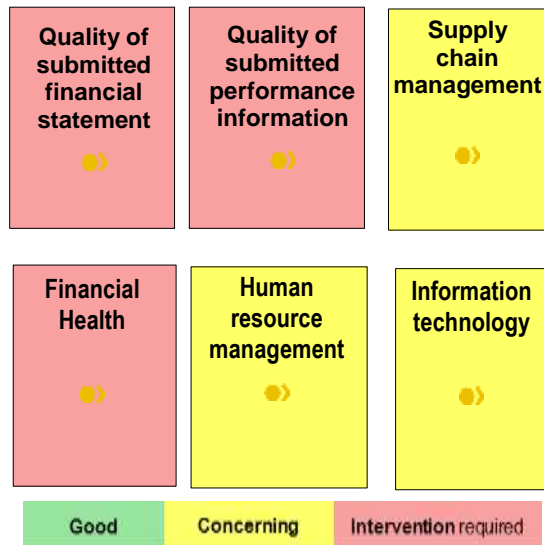 Quality of
submitted
financial
statement
Quality of
submitted
performance
information
Supply
chain
management
Financial
Health
Human
resource
management
Information
technology
Good
Concerning
Intervention required